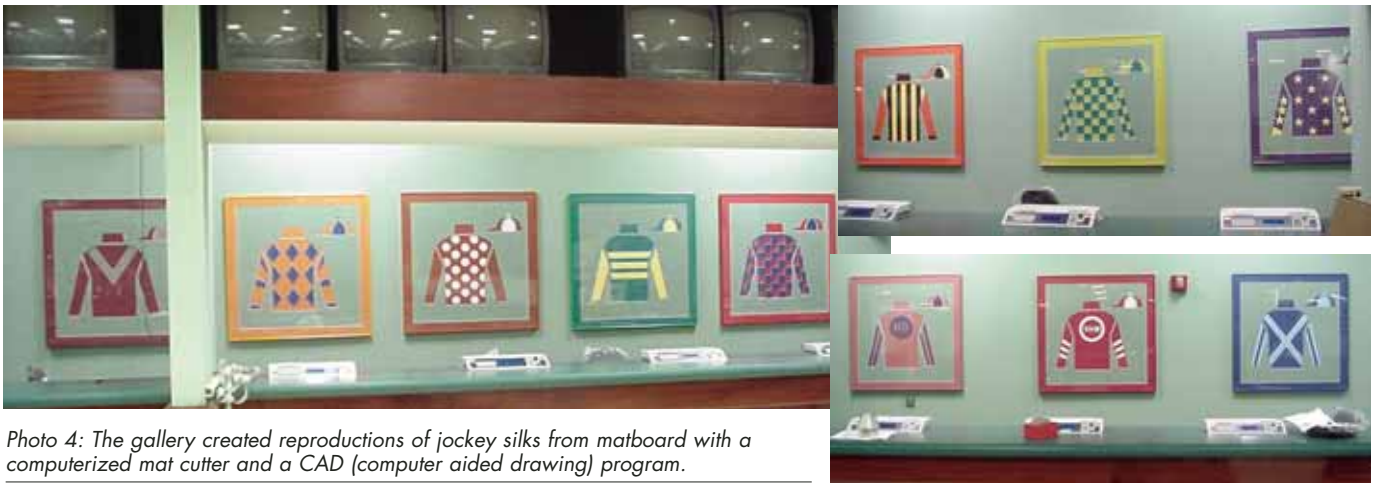 Photo 4: The gallery created reproductions of jockey silks from matboard with a
computerized mat cutter and a CAD (computer aided drawing) program.